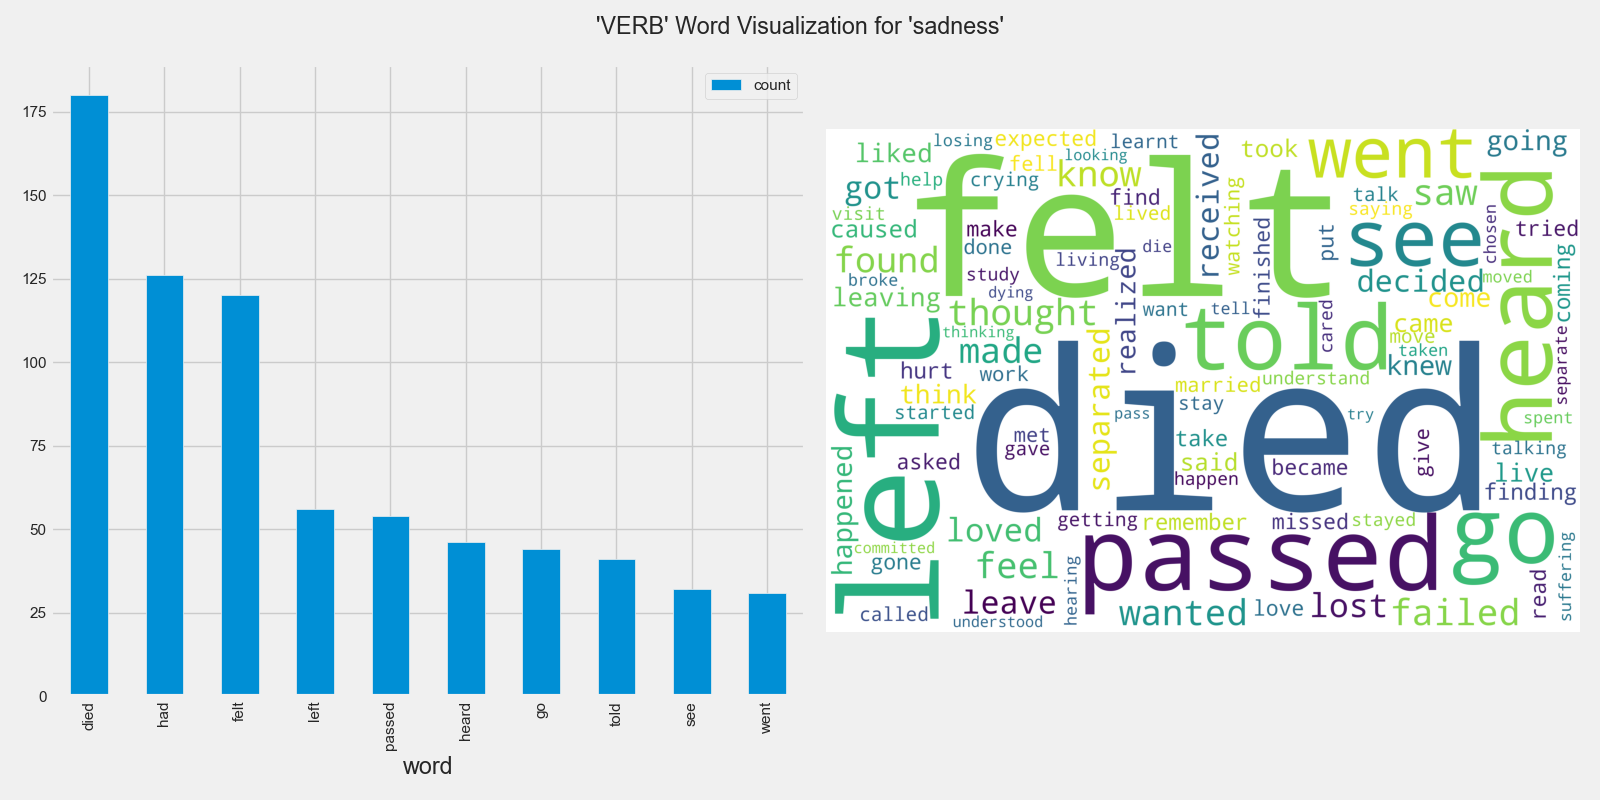 'VERB' Word Visualization for 'sadness'
count
175
150
125
100
75
50
25
0
died
had
felt
left
passed
heard
go
told
see
went
word
losing
expected
learnt
took
went
going
liked
fell
looking
crying
know
received
got
help
find
talk
saw
visit
lived
watching
saying
chosen
tried
caused
make
done
felt
put
see
heard
found
living
die
finished
study
broke
dying
realized
decided
moved
coming
leaving
thought
want
tell
come
thinking
told
cared
came
move
left
made
separated
taken
knew
separate
hurt
work
married
understand
think
started
stay
pass
try
spent
died
met
gave
take
give
asked
said
became
happen
talking
live
finding
happened
getting
remember
missed
stayed
loved
passed
go
committed
gone
feel
suffering
hearing
read
leave
wanted
love
lost
failed
called
understood